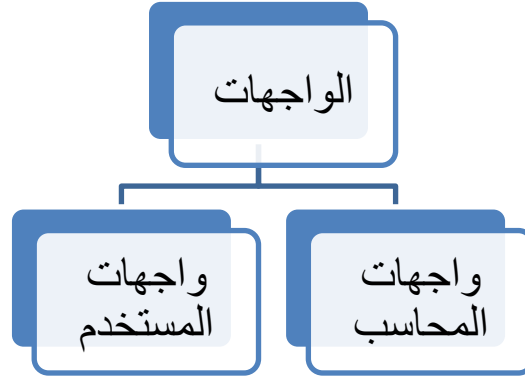 الواجهات
واجهات
المحاسب
واجهات
المستخدم